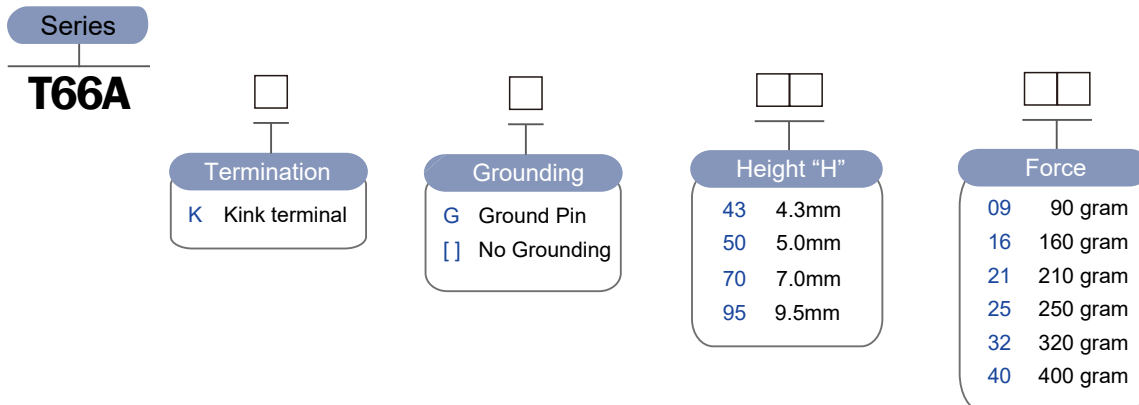 Series
T66A
Termination
K Kink terminal
Grounding
G Ground Pin
[ ] No Grounding
Height “H”
43 4.3mm
50 5.0mm
70 7.0mm
95 9.5mm
Force
09 90 gram
16 160 gram
21 210 gram
25 250 gram
32 320 gram
40 400 gram